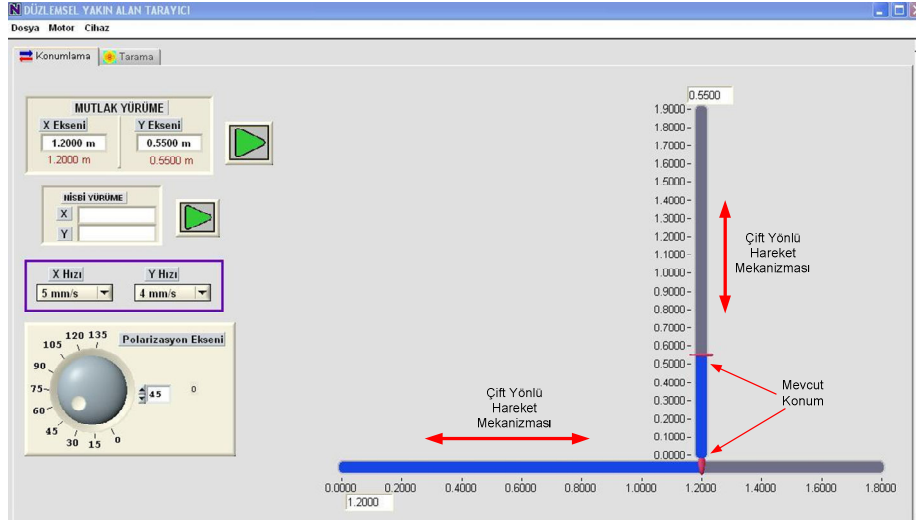 DÜZLEMSEL YAKIN ALAN TARAYICI
Dosya Motor Cihaz
Konumlama Tarama
MUTLAK YÜRÜME
X Ekseni Y Ekseni
1.2000 m 0.5500 m
1.2000 m 0.5500 m
NİSBİ YÜRÜME
X
Y
X Hızı Y Hızı
5 mm/s 4 mm/s
Polarizasyon Ekseni
135
120
105
90
75
60
45
30
15
0
45
0
0.5500
1.9000
1.8000
1.7000
1.6000
1.5000
1.4000
1.3000
1.2000
1.1000
1.0000
0.9000
0.8000
0.7000
0.6000
0.5000
0.4000
0.3000
0.2000
0.1000
0.0000
Çift Yönlü
Hareket
Mekanizması
Mevcut
Konum
Çift Yönlü
Hareket
Mekanizması
0.0000 0.2000 0.4000 0.6000 0.8000 1.0000 1.2000 1.4000 1.6000 1.8000
1.2000